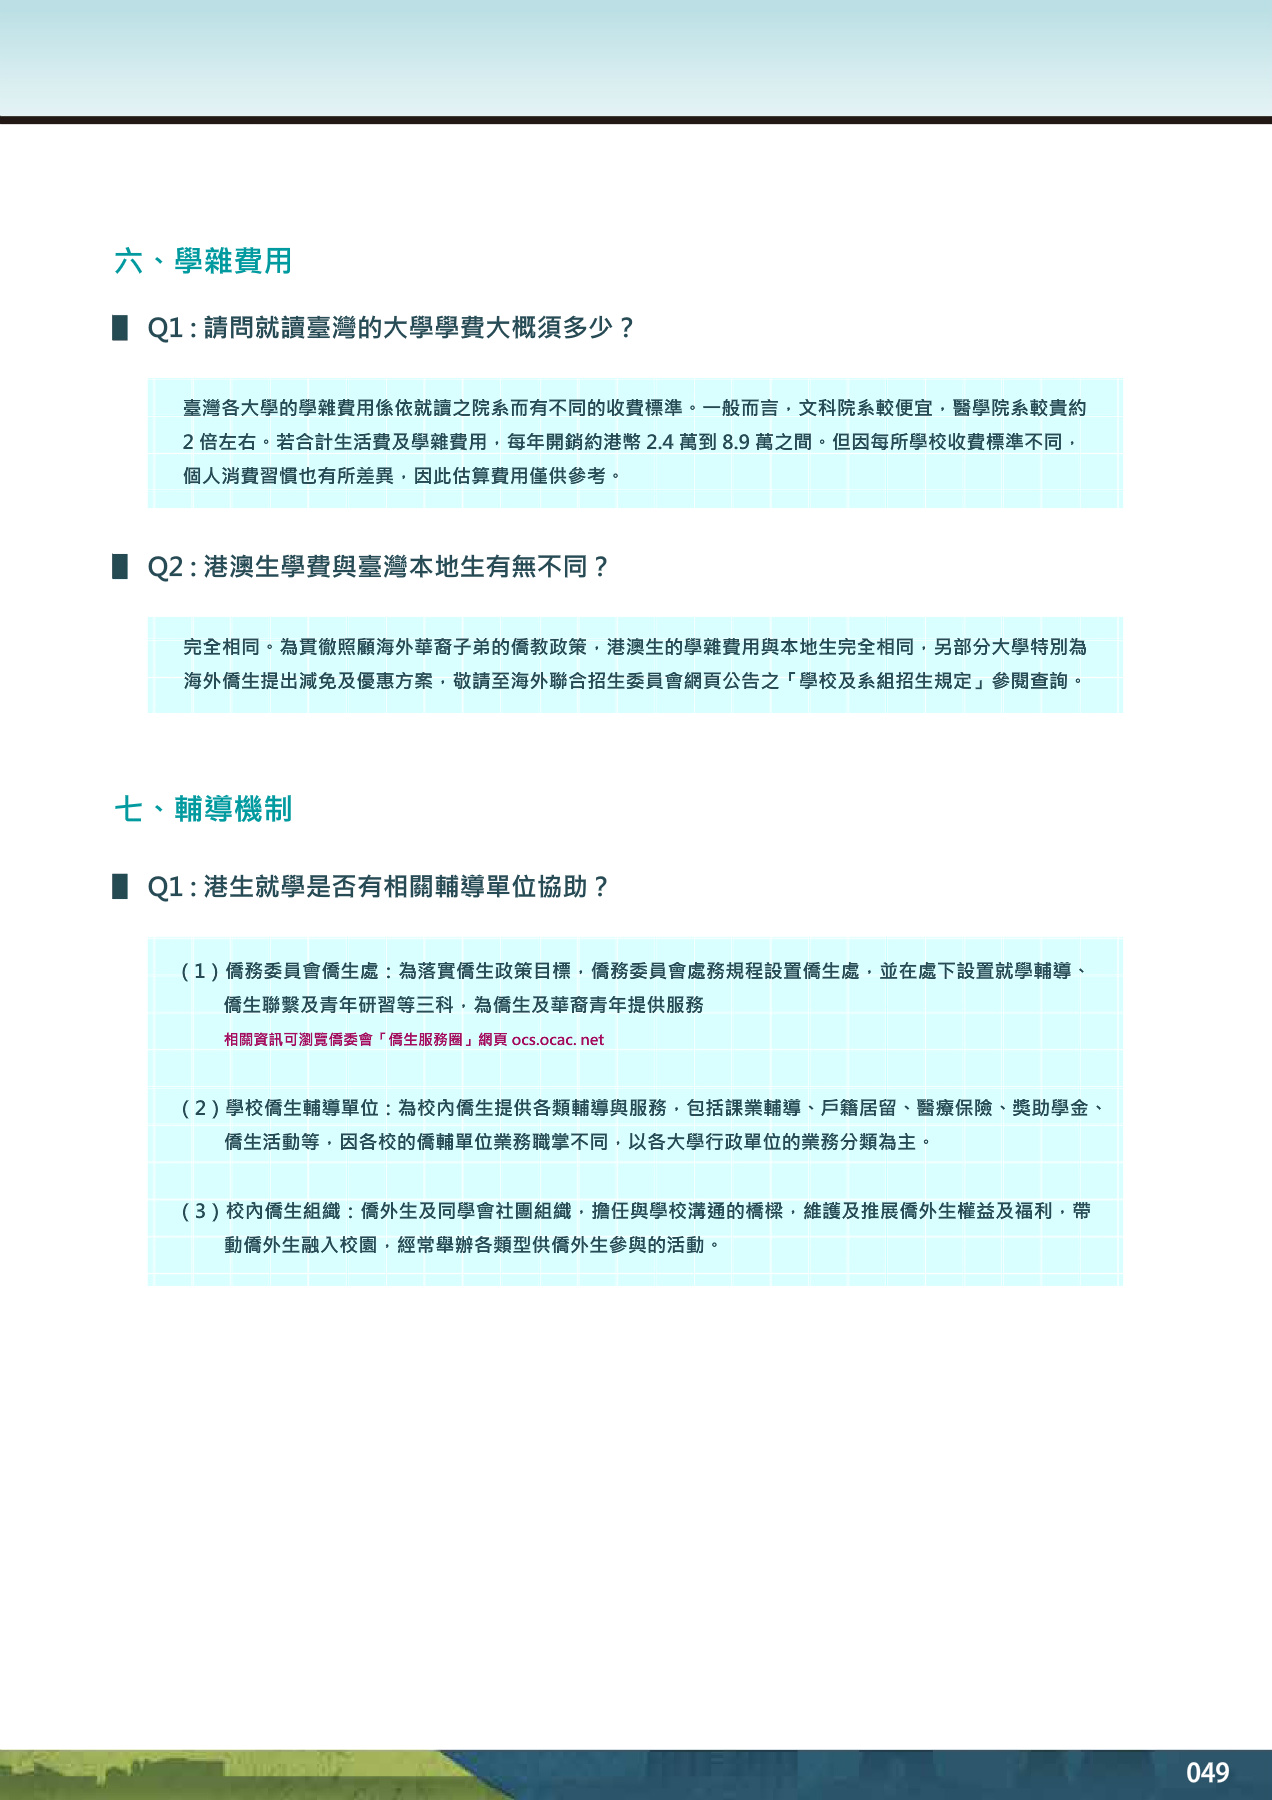 六、學雜費用
Q1 : 請問就讀臺灣的大學學費大概須多少？
臺灣各大學的學雜費用係依就讀之院系而有不同的收費標準。一般而言，文科院系較便宜，醫學院系較貴約
2 倍左右。若合計生活費及學雜費用，每年開銷約港幣 2.4 萬到 8.9 萬之間。但因每所學校收費標準不同，
個人消費習慣也有所差異，因此估算費用僅供參考。
Q2 : 港澳生學費與臺灣本地生有無不同？
完全相同。為貫徹照顧海外華裔子弟的僑教政策，港澳生的學雜費用與本地生完全相同，另部分大學特別為
海外僑生提出減免及優惠方案，敬請至海外聯合招生委員會網頁公告之「學校及系組招生規定」參閱查詢。
七、輔導機制
Q1 : 港生就學是否有相關輔導單位協助？
( 1 ) 僑務委員會僑生處：為落實僑生政策目標，僑務委員會處務規程設置僑生處，並在處下設置就學輔導、
僑生聯繫及青年研習等三科，為僑生及華裔青年提供服務
相關資訊可瀏覽僑委會「僑生服務圈」網頁 ocs.ocac. net
( 2 ) 學校僑生輔導單位：為校內僑生提供各類輔導與服務，包括課業輔導、戶籍居留、醫療保險、獎助學金、
僑生活動等，因各校的僑輔單位業務職掌不同，以各大學行政單位的業務分類為主。
( 3 ) 校內僑生組織：僑外生及同學會社團組織，擔任與學校溝通的橋樑，維護及推展僑外生權益及福利，帶
動僑外生融入校園，經常舉辦各類型供僑外生參與的活動。
049